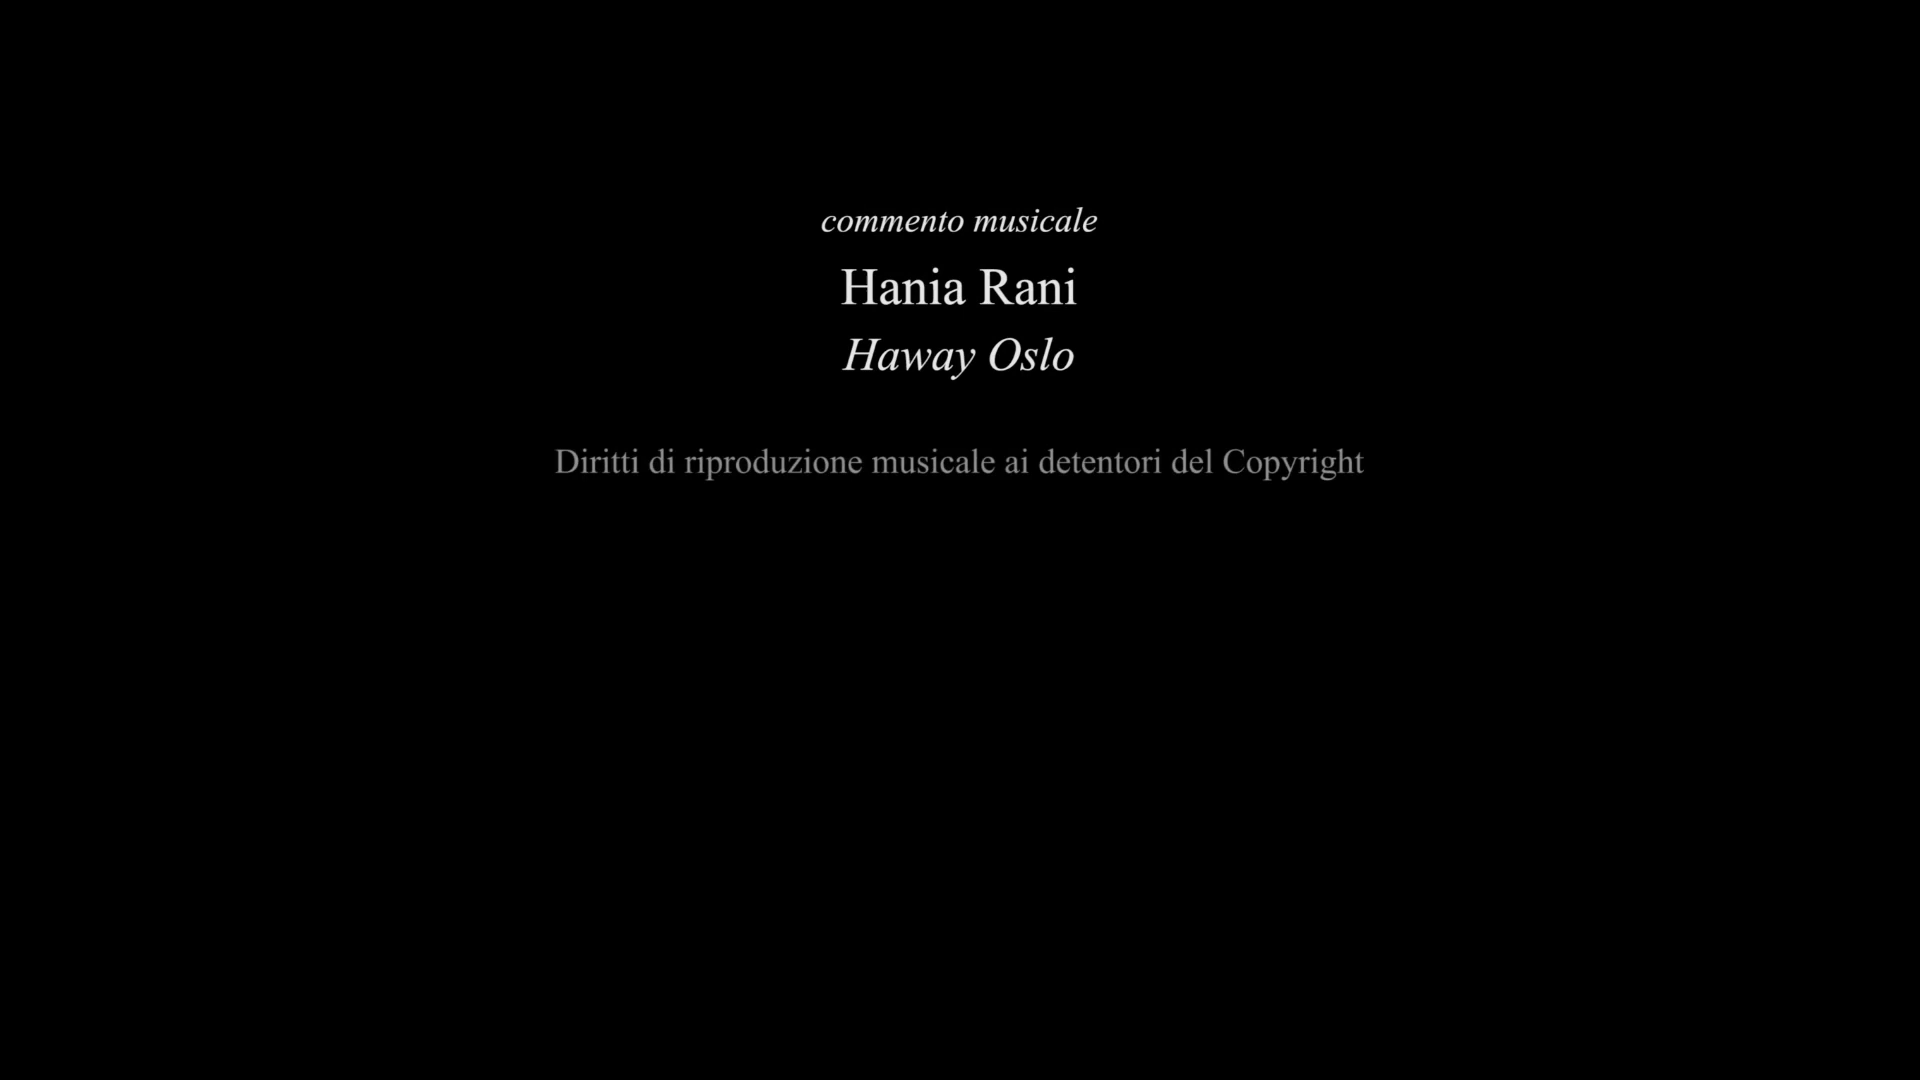 commento musicale
Hania Rani
Haway Oslo
Diritti di riproduzione musicale ai detentori del Copyright